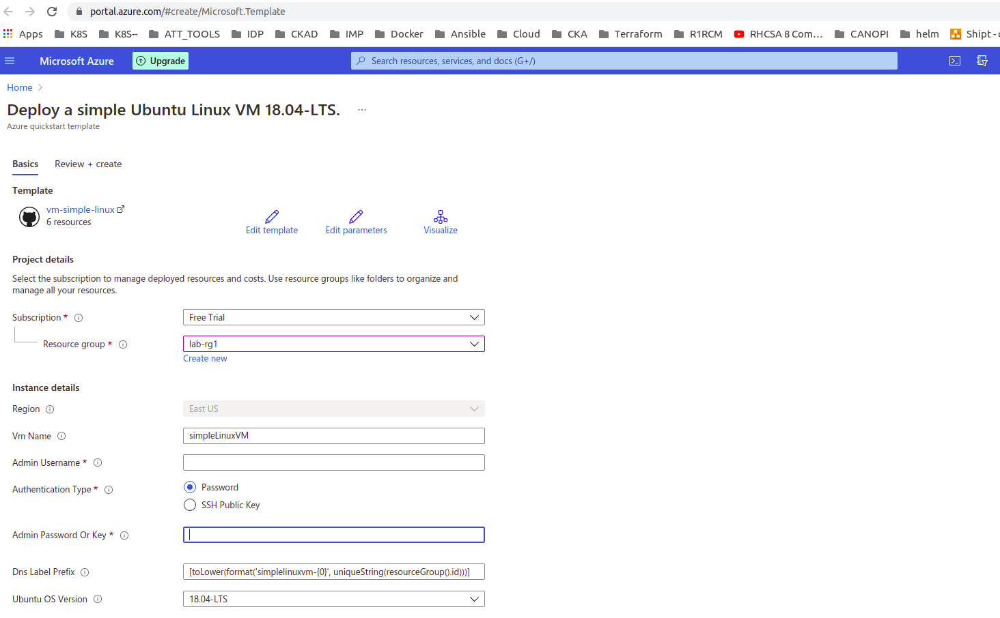 portal.azure.com/#create/Microsoft.Template
Apps K8S K8S-- ATT_TOOLS IDP CKAD IMP Docker Ansible Cloud CKA Terraform R1RCM RHCSA 8 Com... CANOPI helm Shipt -
Microsoft Azure Upgrade Search resources, services, and docs (G+/)
Home
Deploy a simple Ubuntu Linux VM 18.04-LTS. ...
Azure quickstart template
Basics Review + create
Template
vm-simple-linux
6 resources
Edit template Edit parameters Visualize
Project details
Select the subscription to manage deployed resources and costs. Use resource groups like folders to organize and
manage all your resources.
Subscription * Free Trial
Resource group * lab-rg1
Create new
Instance details
Region East US
Vm Name simpleLinuxVM
Admin Username *
Authentication Type * Password
SSH Public Key
Admin Password Or Key *
Dns Label Prefix [toLower(format('simplelinuxvm-{0}', uniqueString(resourceGroup().id)))]
Ubuntu OS Version 18.04-LTS